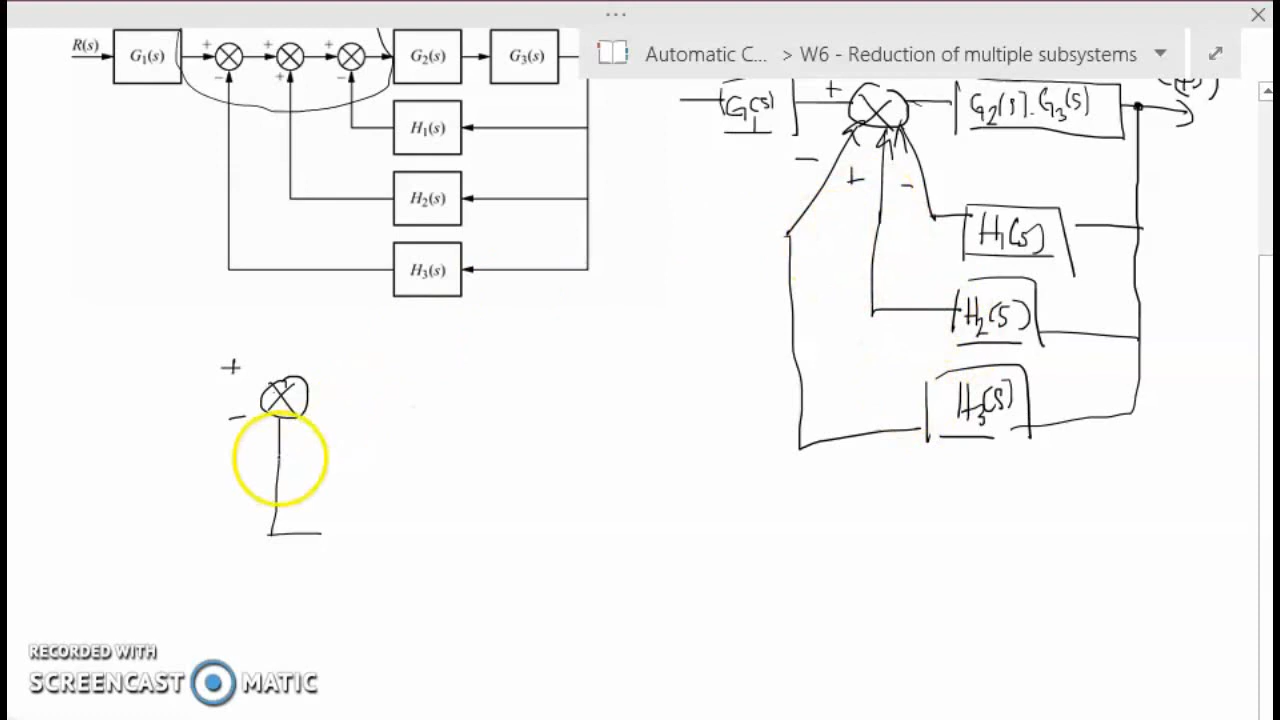 ...
Automatic C... > W6 - Reduction of multiple subsystems
R(s) G₁(s) + − + + + − G₂(s) G₃(s)
H₁(s)
H₂(s)
H₃(s)
G₁(s) + G₂(s).G₃(s)
− + −
H₁(s)
H₂(s)
H₃(s)
+
−
RECORDED WITH
SCREENCAST MATIC